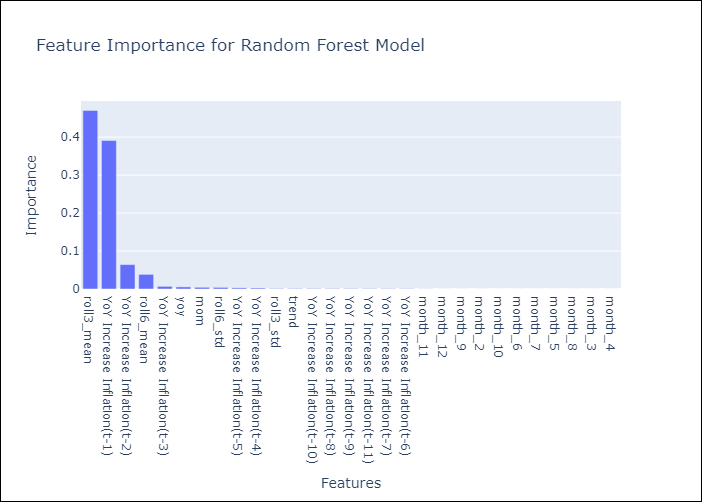 Feature Importance for Random Forest Model
Importance
0.4
0.3
0.2
0.1
0
roll3_mean
YoY Increase Inflation(t-1)
YoY Increase Inflation(t-2)
roll6_mean
YoY Increase Inflation(t-3)
yoy
mom
roll6_std
YoY Increase Inflation(t-5)
YoY Increase Inflation(t-4)
roll3_std
trend
YoY Increase Inflation(t-10)
YoY Increase Inflation(t-8)
YoY Increase Inflation(t-9)
YoY Increase Inflation(t-11)
YoY Increase Inflation(t-7)
YoY Increase Inflation(t-6)
month_11
month_12
month_9
month_2
month_10
month_6
month_7
month_5
month_8
month_3
month_4
Features